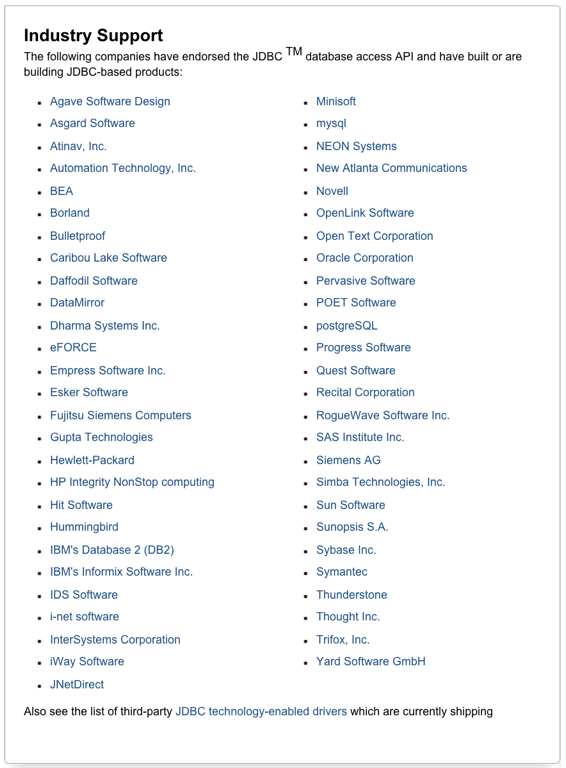 Industry Support
The following companies have endorsed the JDBC TM database access API and have built or are
building JDBC-based products:
Agave Software Design
Asgard Software
Atinav, Inc.
Automation Technology, Inc.
BEA
Borland
Bulletproof
Caribou Lake Software
Daffodil Software
DataMirror
Dharma Systems Inc.
eFORCE
Empress Software Inc.
Esker Software
Fujitsu Siemens Computers
Gupta Technologies
Hewlett-Packard
HP Integrity NonStop computing
Hit Software
Hummingbird
IBM's Database 2 (DB2)
IBM's Informix Software Inc.
IDS Software
i-net software
InterSystems Corporation
iWay Software
JNetDirect
Minisoft
mysql
NEON Systems
New Atlanta Communications
Novell
OpenLink Software
Open Text Corporation
Oracle Corporation
Pervasive Software
POET Software
postgreSQL
Progress Software
Quest Software
Recital Corporation
RogueWave Software Inc.
SAS Institute Inc.
Siemens AG
Simba Technologies, Inc.
Sun Software
Sunopsis S.A.
Sybase Inc.
Symantec
Thunderstone
Thought Inc.
Trifox, Inc.
Yard Software GmbH
Also see the list of third-party JDBC technology-enabled drivers which are currently shipping